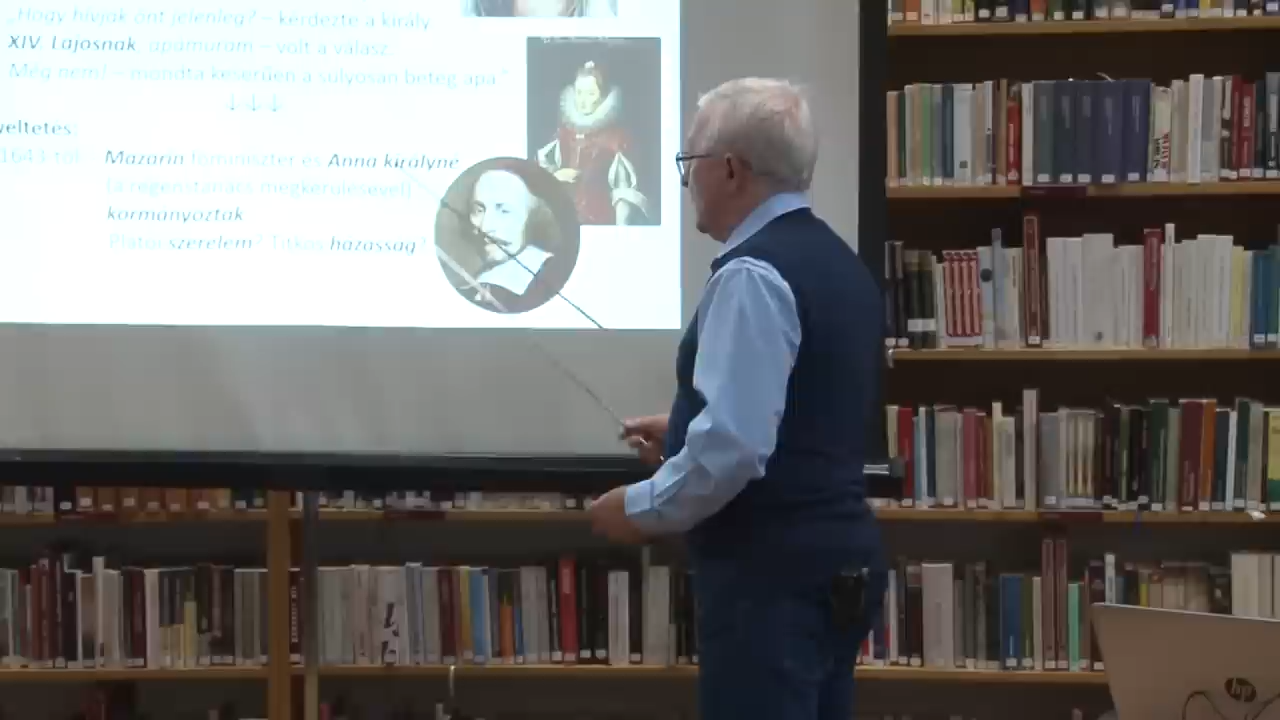 „Hogy hívják önt jelenleg? – kérdezte a király.
XIV. Lajosnak, apámuram – volt a válasz.
Még nem! – mondta keserűen a súlyosan beteg apa."
↓↓↓
veltetés:
1643-tól – Mazarin főminiszter és Anna királyné
(a régenstanács megkerülésével)
kormányoztak
Plátói szerelem? Titkos házasság?
hp